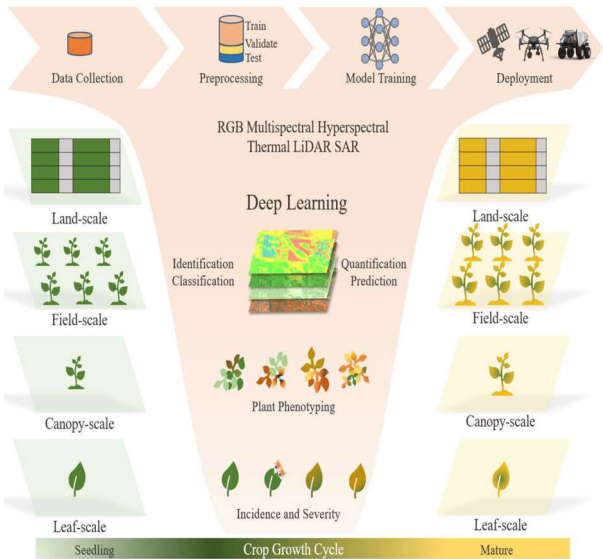 Train
Validate
Test
Data Collection
Preprocessing
Model Training
Deployment
RGB Multispectral Hyperspectral
Thermal LiDAR SAR
Land-scale
Land-scale
Deep Learning
Identification
Classification
Quantification
Prediction
Field-scale
Field-scale
Plant Phenotyping
Canopy-scale
Canopy-scale
Incidence and Severity
Leaf-scale
Leaf-scale
Seedling
Crop Growth Cycle
Mature